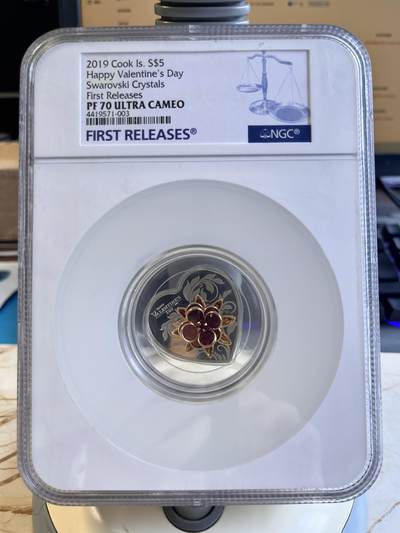 2019 Cook Is. S$5
Happy Valentine's Day
Swarovski Crystals
First Releases
PF 70 ULTRA CAMEO
4419571-003
FIRST RELEASES®
NGC®
VALENTINE'S